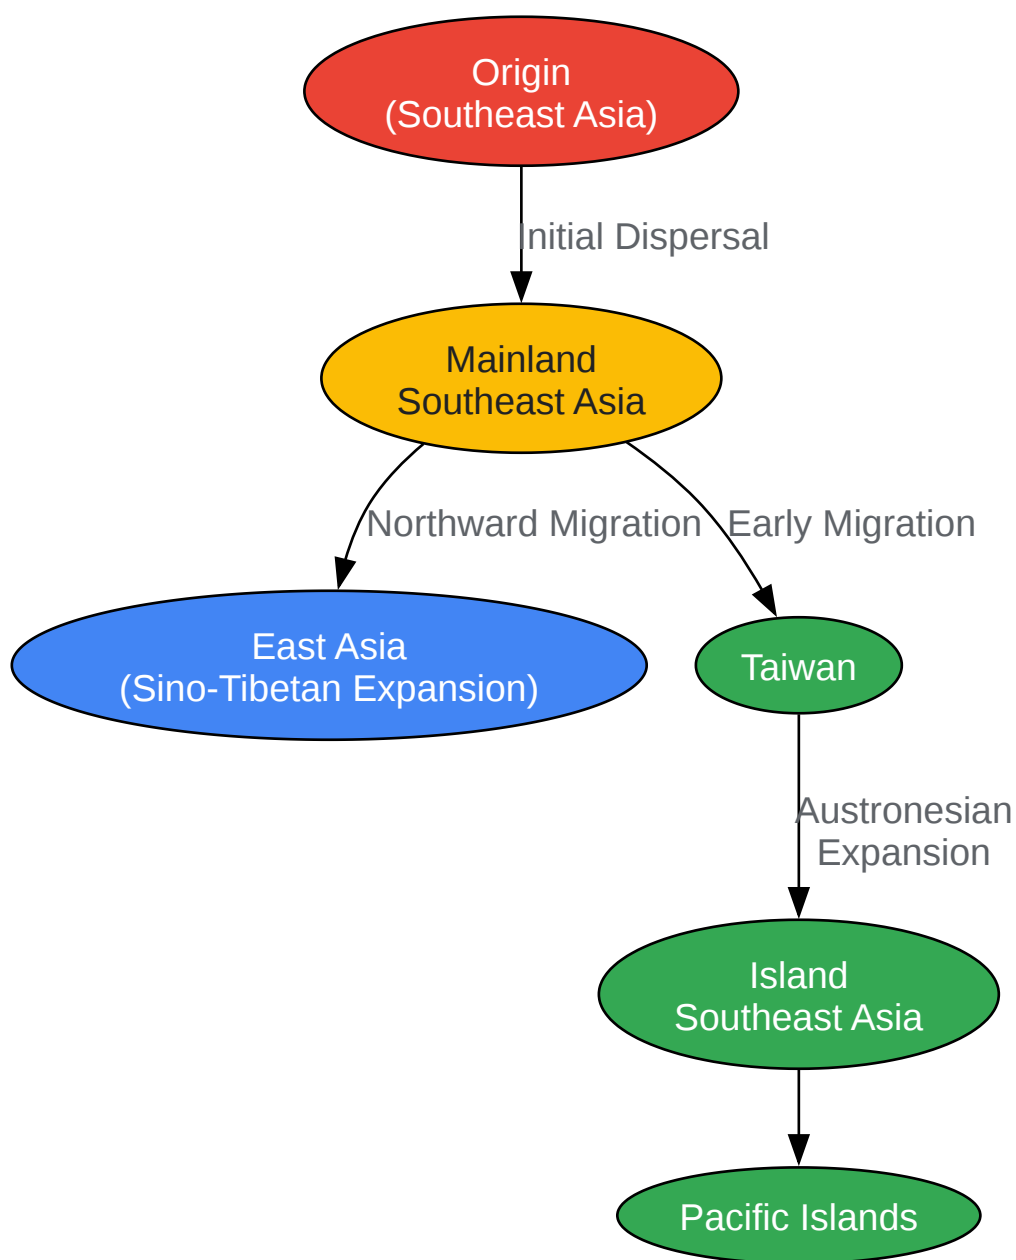 Origin
(Southeast Asia)
Initial Dispersal
Mainland
Southeast Asia
Northward Migration
Early Migration
East Asia
(Sino-Tibetan Expansion)
Taiwan
Austronesian
Expansion
Island
Southeast Asia
Pacific Islands